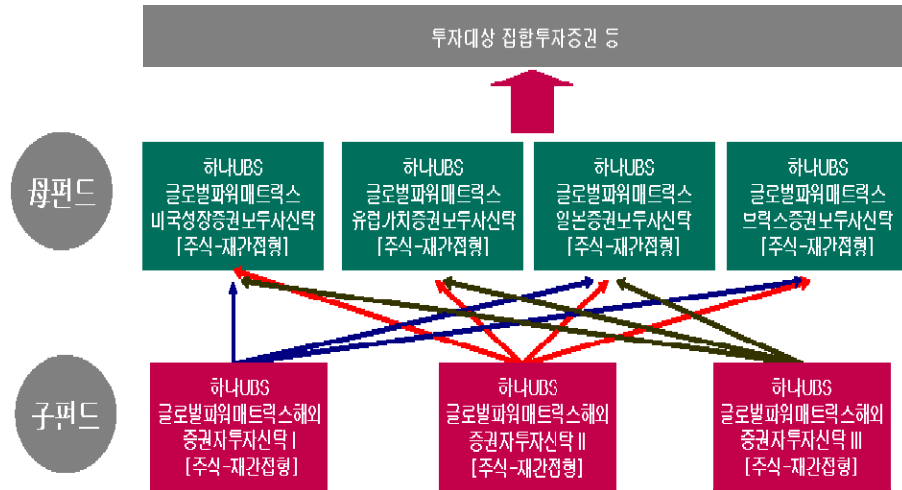 투자대상 집합투자증권 등
母펀드
하나UBS
글로벌파워매트릭스
미국성장증권모투자신탁
[주식-재간접형]
하나UBS
글로벌파워매트릭스
유럽가치증권모투자신탁
[주식-재간접형]
하나UBS
글로벌파워매트릭스
일본증권모투자신탁
[주식-재간접형]
하나UBS
글로벌파워매트릭스
브릭스증권모투자신탁
[주식-재간접형]
子펀드
하나UBS
글로벌파워매트릭스해외
증권자투자신탁 I
[주식-재간접형]
하나UBS
글로벌파워매트릭스해외
증권자투자신탁 II
[주식-재간접형]
하나UBS
글로벌파워매트릭스해외
증권자투자신탁 III
[주식-재간접형]